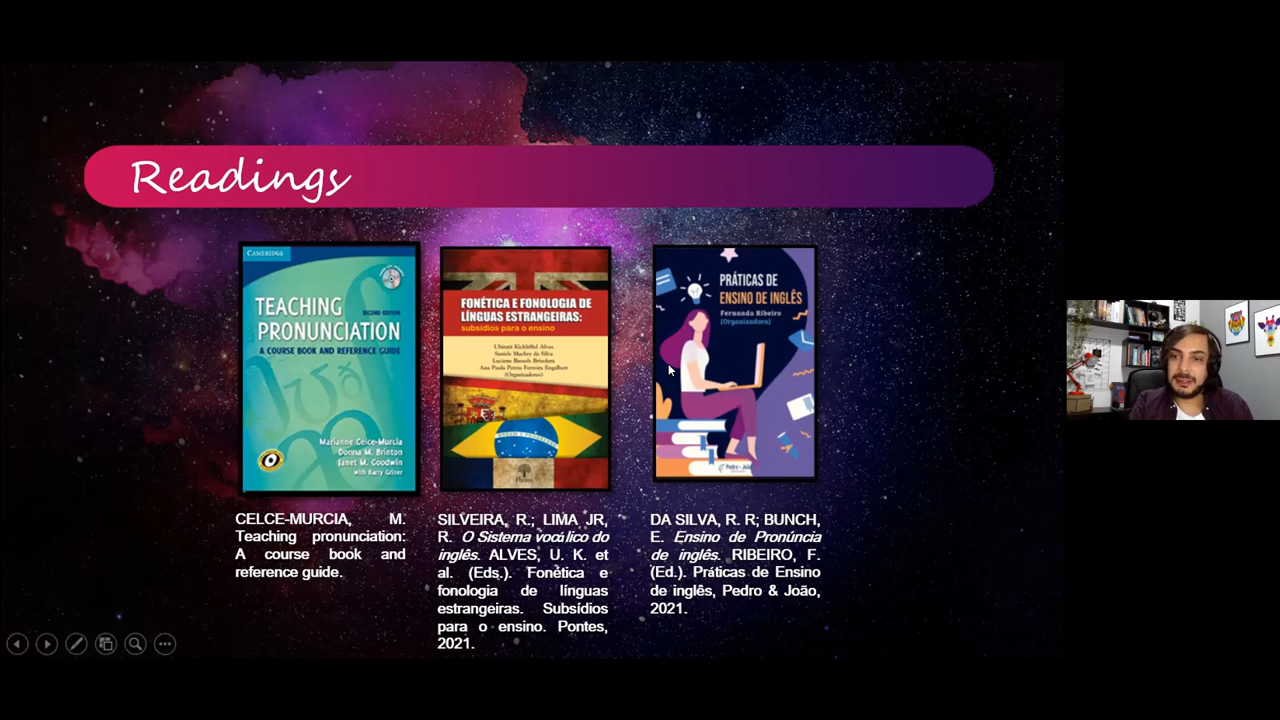 Readings
CAMBRIDGE
TEACHING
SECOND EDITION
PRONUNCIATION
A COURSE BOOK AND REFERENCE GUIDE
Marianne Celce-Murcia
Donna M. Brinton
Janet M. Goodwin
with Barry Griner
FONÉTICA E FONOLOGIA DE
LÍNGUAS ESTRANGEIRAS:
subsídios para o ensino
Ubiratã Kickhöfel Alves
Susiele Machry da Silva
Luciene Bassols Brisolara
Ana Paula Petriu Ferreira Engelbert
(Organizadores)
Pontes
PRÁTICAS DE
ENSINO DE INGLÊS
Fernanda Ribeiro
(Organizadora)
Pedro & João
CELCE-MURCIA, M.
Teaching pronunciation:
A course book and
reference guide.
SILVEIRA, R.; LIMA JR,
R. O Sistema vocálico do
inglês. ALVES, U. K. et
al. (Eds.). Fonética e
fonologia de línguas
estrangeiras. Subsídios
para o ensino. Pontes,
2021.
DA SILVA, R. R; BUNCH,
E. Ensino de Pronúncia
de inglês. RIBEIRO, F.
(Ed.). Práticas de Ensino
de inglês, Pedro & João,
2021.